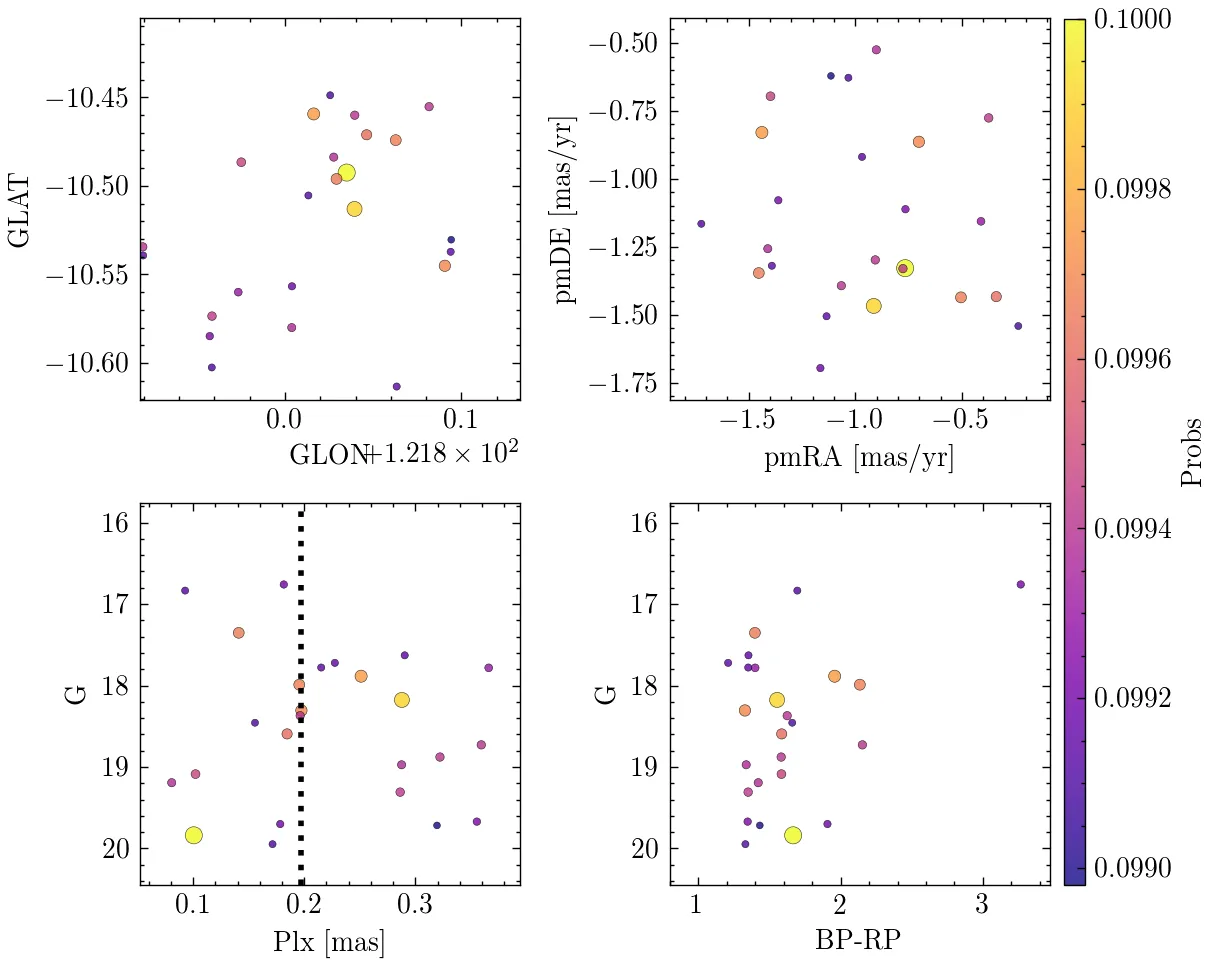 −10.45
−10.50
−10.55
−10.60
GLAT
0.0 0.1
GLON +1.218 × 10²
−0.50
−0.75
−1.00
−1.25
−1.50
−1.75
pmDE [mas/yr]
−1.5 −1.0 −0.5
pmRA [mas/yr]
16
17
18
19
20
G
0.1 0.2 0.3
Plx [mas]
16
17
18
19
20
G
1 2 3
BP-RP
0.1000
0.0998
0.0996
0.0994
0.0992
0.0990
Probs